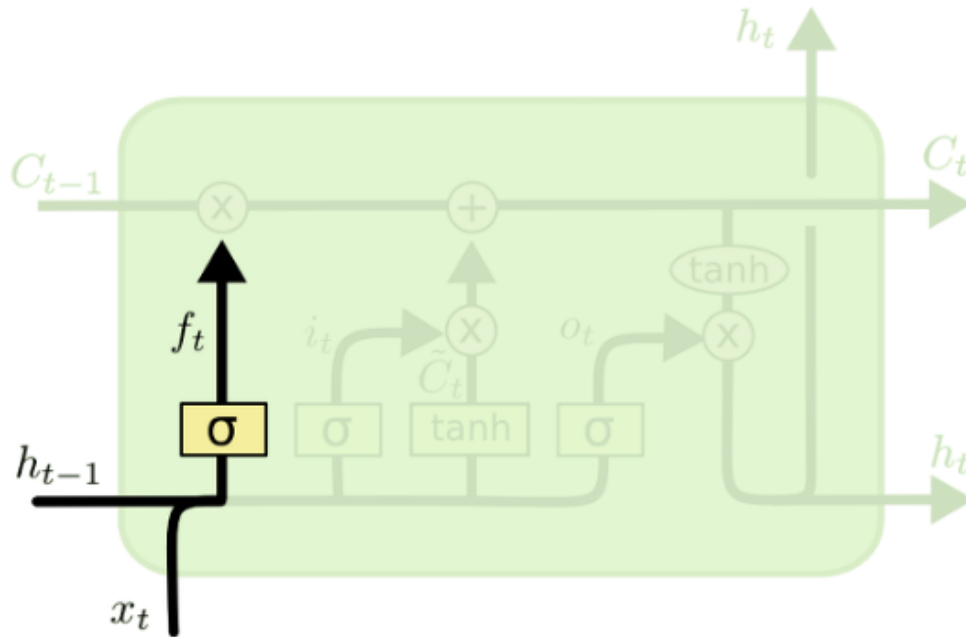 h_t
C_{t-1}
C_t
x
+
tanh
f_t
i_t
x
o_t
x
C̃_t
σ
σ
tanh
σ
h_{t-1}
h_t
x_t